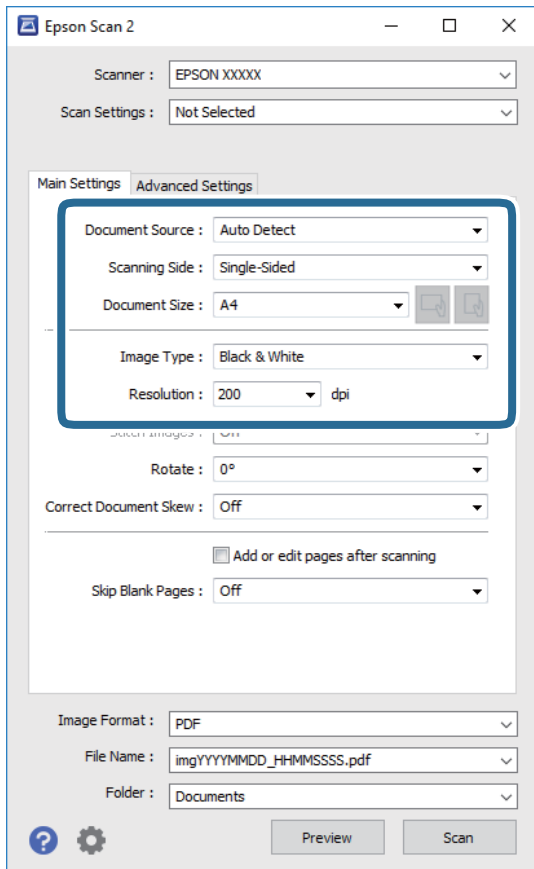 Epson Scan 2
Scanner : EPSON XXXXX
Scan Settings : Not Selected
Main Settings Advanced Settings
Document Source : Auto Detect
Scanning Side : Single-Sided
Document Size : A4
Image Type : Black & White
Resolution : 200 dpi
Rotate : 0°
Correct Document Skew : Off
Add or edit pages after scanning
Skip Blank Pages : Off
Image Format : PDF
File Name : imgYYYYMMDD_HHMMSSSS.pdf
Folder : Documents
? Preview Scan